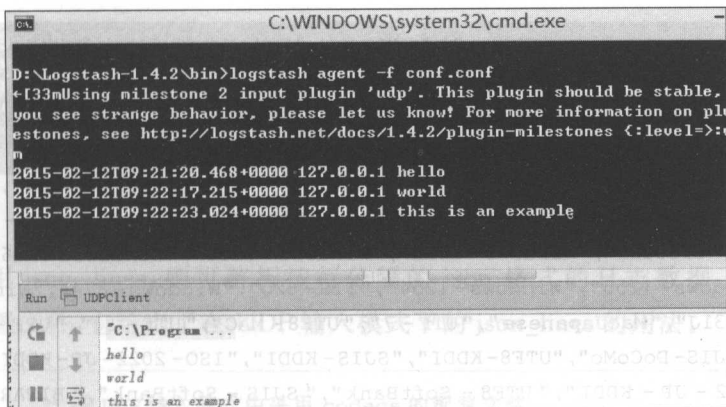 C:\WINDOWS\system32\cmd.exe
D:\Logstash-1.4.2\bin>logstash agent -f conf.conf
←[33mUsing milestone 2 input plugin 'udp'. This plugin should be stable,
you see strange behavior, please let us know! For more information on plu
estones, see http://logstash.net/docs/1.4.2/plugin-milestones {:level=>:w
m
2015-02-12T09:21:20.468+0000 127.0.0.1 hello
2015-02-12T09:22:17.215+0000 127.0.0.1 world
2015-02-12T09:22:23.024+0000 127.0.0.1 this is an example
Run UDPClient
"C:\Program ...
hello
world
this is an example